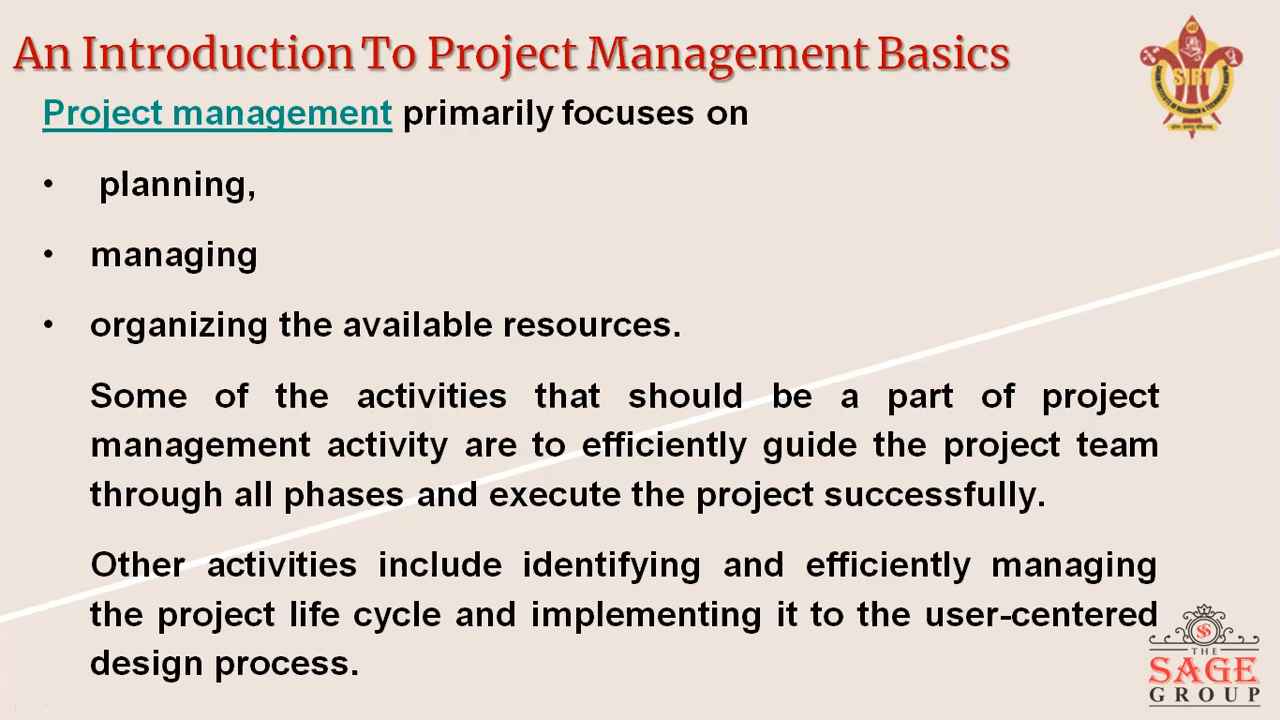 An Introduction To Project Management Basics
SIRT
Project management primarily focuses on
• planning,
• managing
• organizing the available resources.
Some of the activities that should be a part of project
management activity are to efficiently guide the project team
through all phases and execute the project successfully.
Other activities include identifying and efficiently managing
the project life cycle and implementing it to the user-centered
design process.
THE
SAGE
GROUP